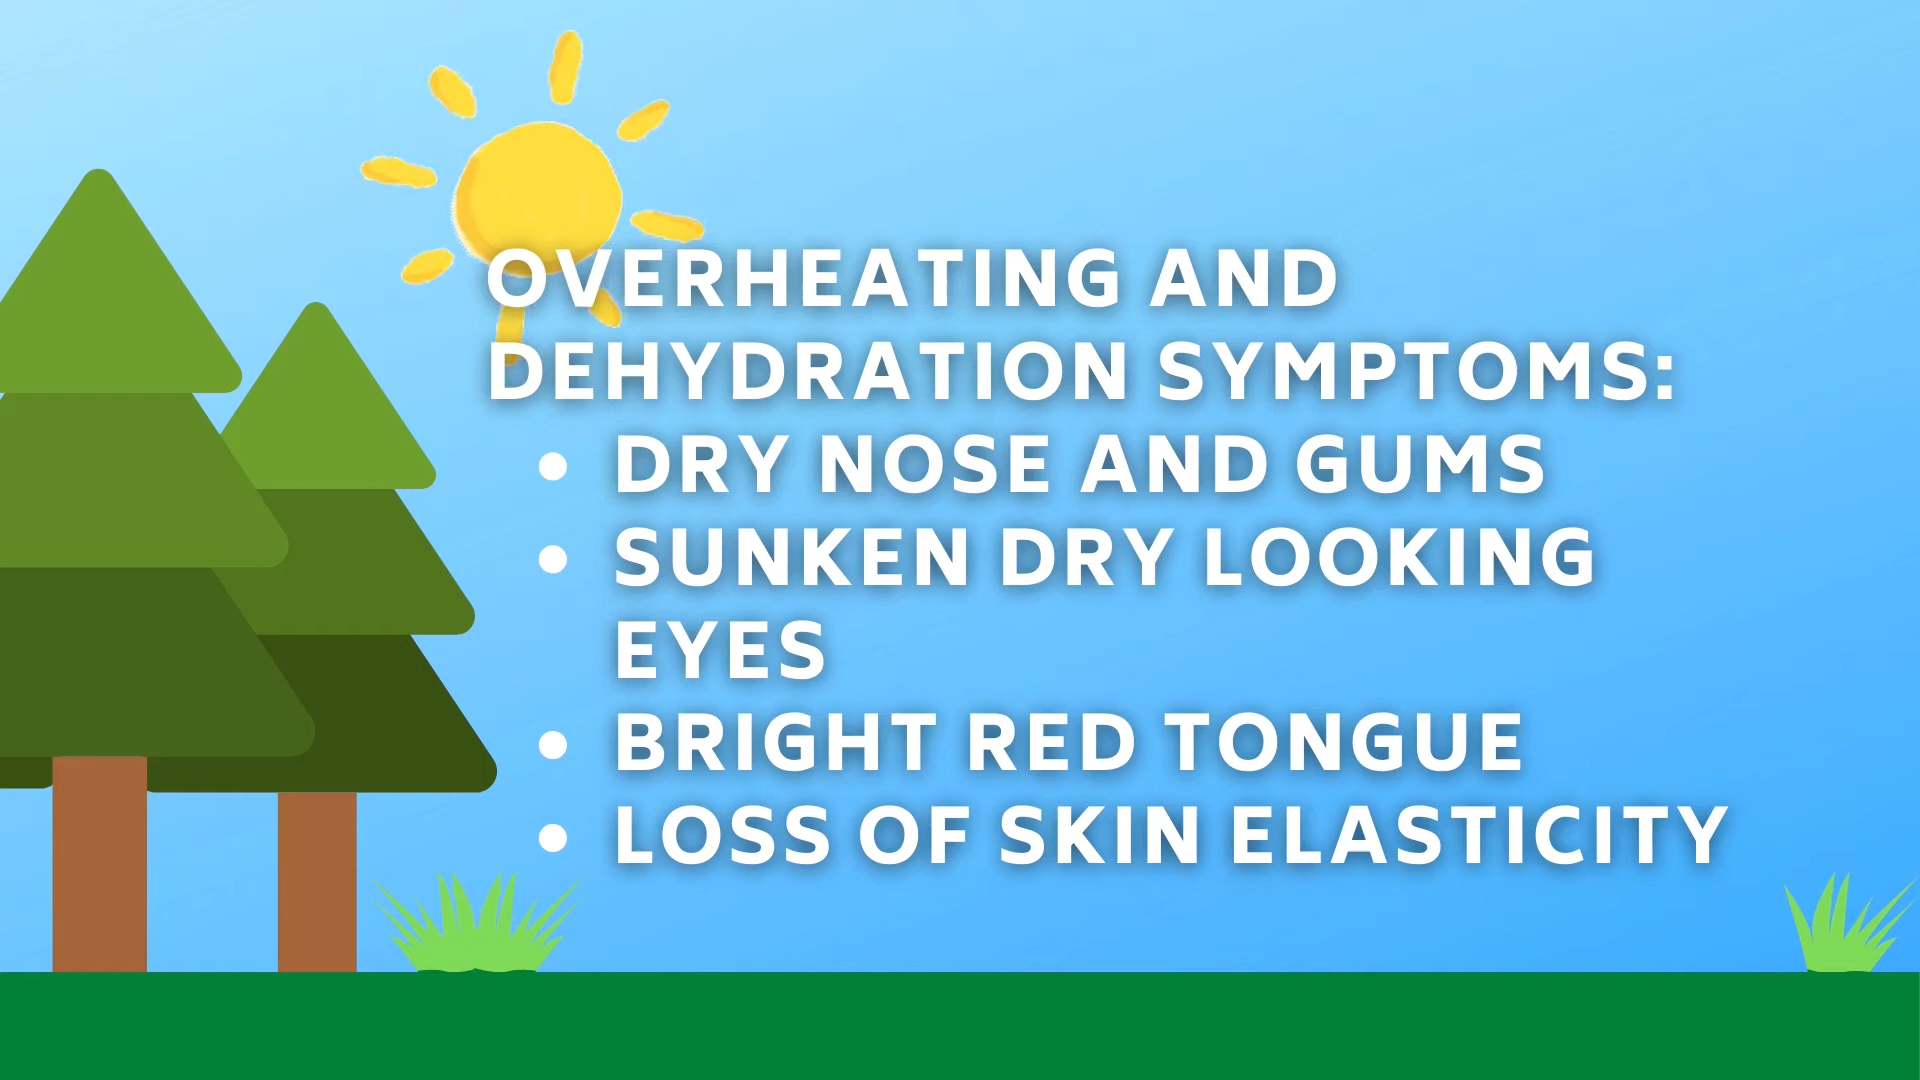 OVERHEATING AND
DEHYDRATION SYMPTOMS:
• DRY NOSE AND GUMS
• SUNKEN DRY LOOKING
EYES
• BRIGHT RED TONGUE
• LOSS OF SKIN ELASTICITY